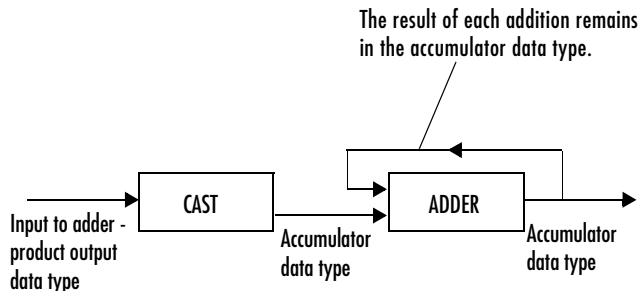 The result of each addition remains
in the accumulator data type.
CAST
ADDER
Input to adder -
product output
data type
Accumulator
data type
Accumulator
data type